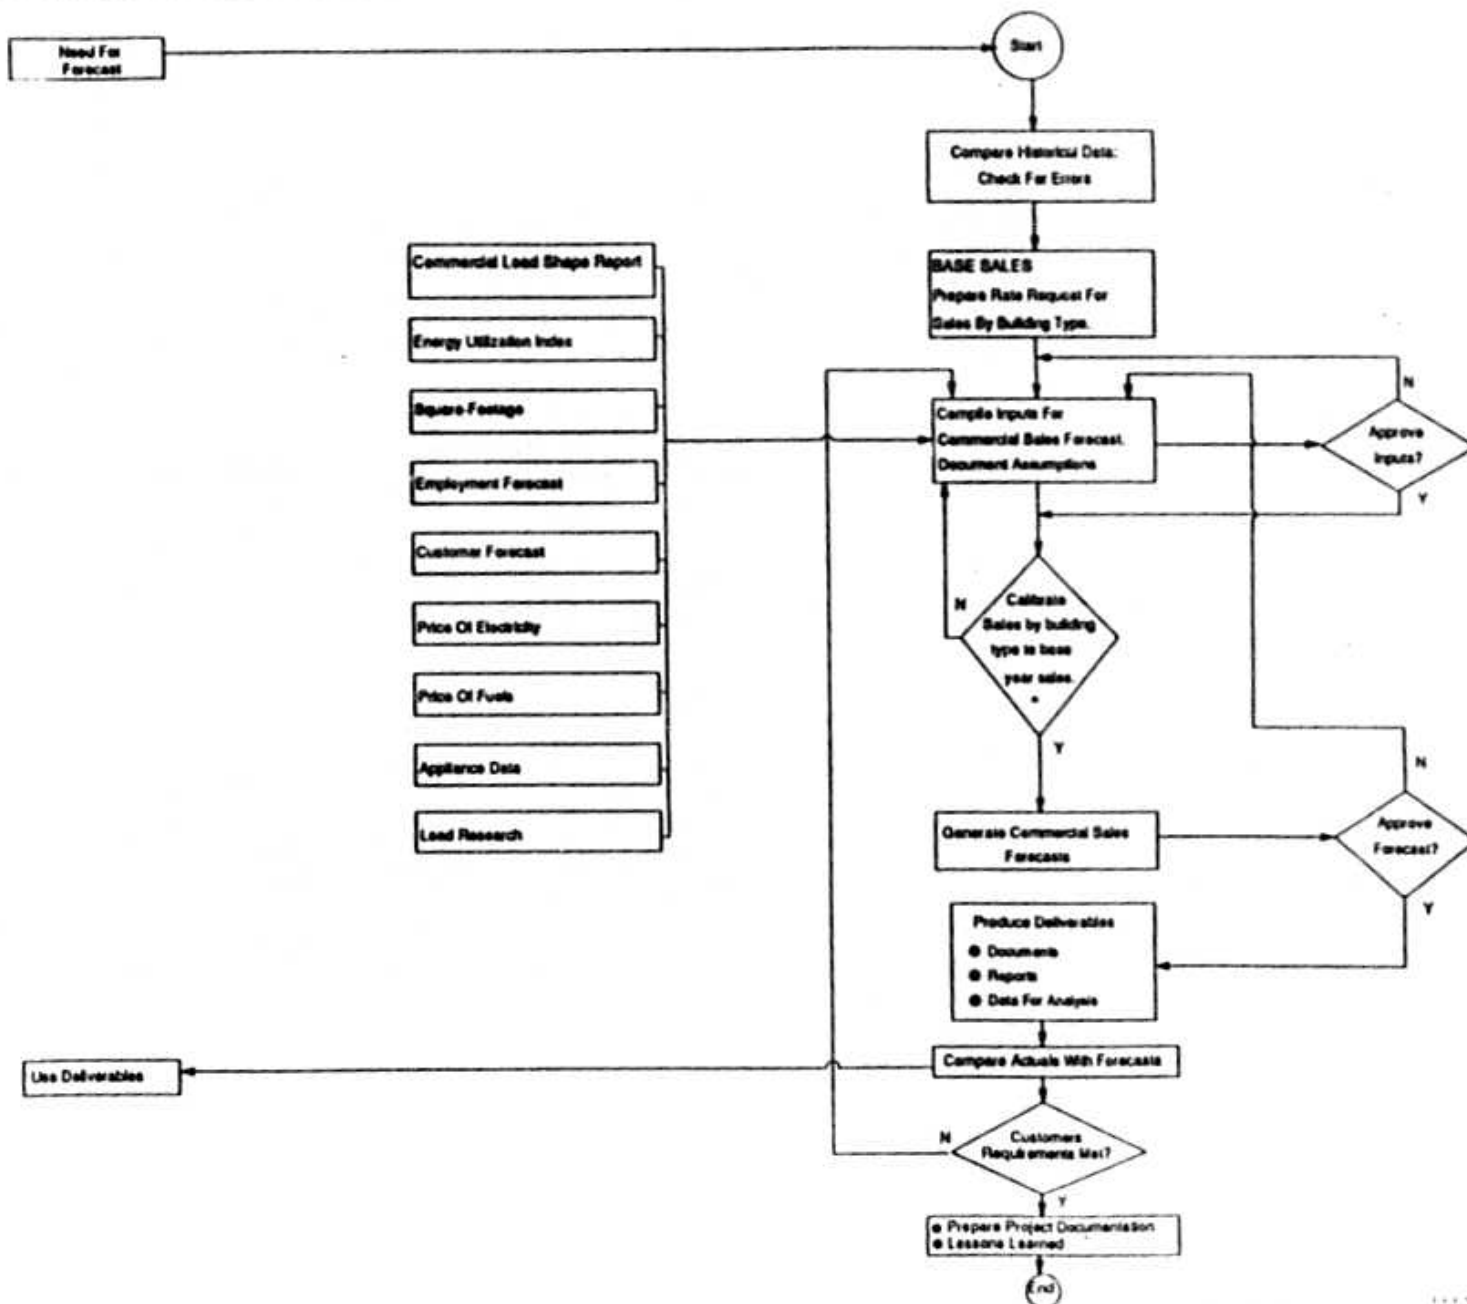 Need For
Forecast
Start
Compare Historical Data:
Check For Errors
BASE SALES
Prepare Rate Request For
Sales By Building Type.
Commercial Load Shape Report
Energy Utilization Index
Square-Footage
Employment Forecast
Customer Forecast
Price Of Electricity
Price Of Fuels
Appliance Data
Load Research
Compile Inputs For
Commercial Sales Forecast.
Document Assumptions
N
Approve
Inputs?
Y
N
Calibrate
Sales by building
type to base
year sales.
*
Y
N
Generate Commercial Sales
Forecasts
Approve
Forecast?
Y
Produce Deliverables
● Documents
● Reports
● Data For Analysis
Compare Actuals With Forecasts
Use Deliverables
N
Customers
Requirements Met?
Y
● Prepare Project Documentation
● Lessons Learned
End